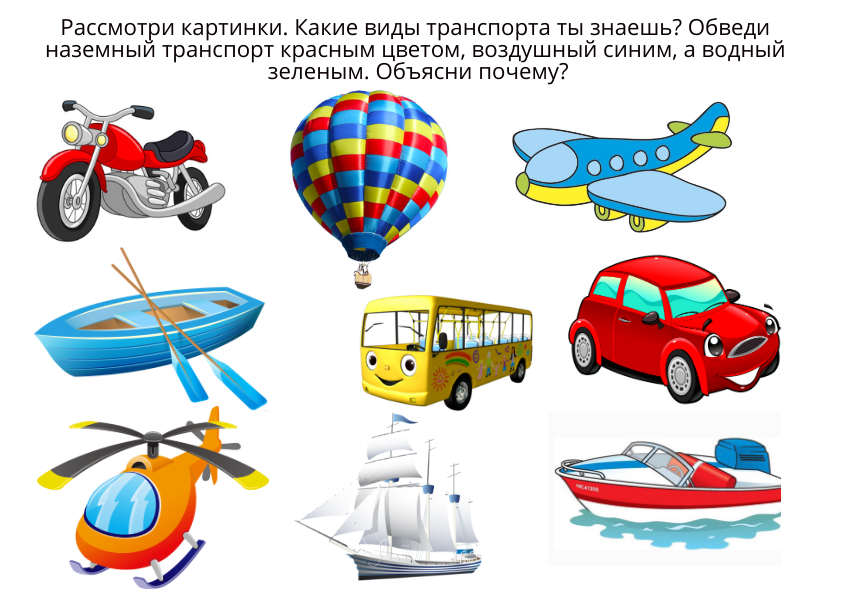 Рассмотри картинки. Какие виды транспорта ты знаешь? Обведи
наземный транспорт красным цветом, воздушный синим, а водный
зеленым. Объясни почему?